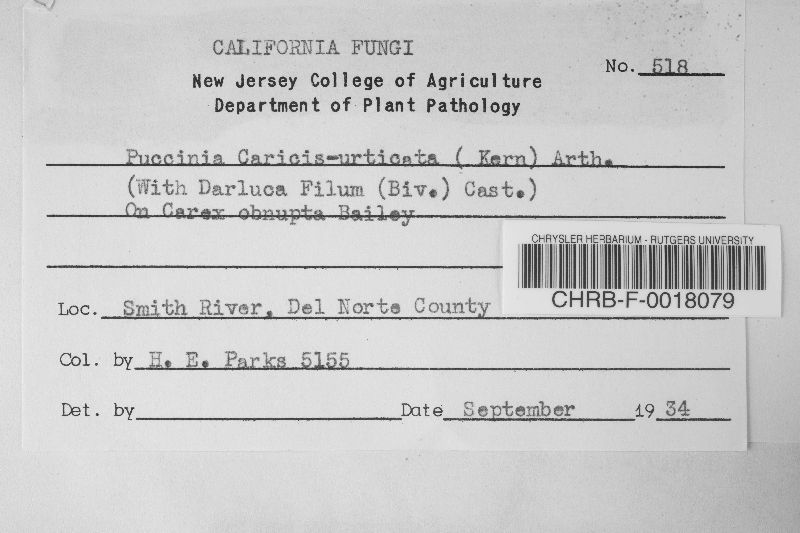 CALIFORNIA FUNGI
No. 518
New Jersey College of Agriculture
Department of Plant Pathology
Puccinia Caricis-urticata ( Kern) Arth.
(With Darluca Filum (Biv.) Cast.)
On Carex obnupta Bailey
CHRYSLER HERBARIUM - RUTGERS UNIVERSITY
CHRB-F-0018079
Loc. Smith River, Del Norte County
Col. by H. E. Parks 5155
Det. by Date September 19 34